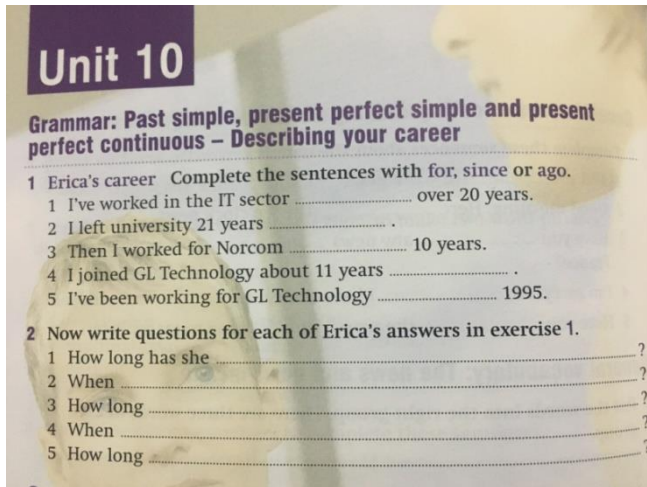 Unit 10
Grammar: Past simple, present perfect simple and present
perfect continuous – Describing your career
1 Erica's career Complete the sentences with for, since or ago.
1 I've worked in the IT sector .............................. over 20 years.
2 I left university 21 years .............................. .
3 Then I worked for Norcom .............................. 10 years.
4 I joined GL Technology about 11 years .............................. .
5 I've been working for GL Technology .............................. 1995.
2 Now write questions for each of Erica's answers in exercise 1.
1 How long has she .............................. ?
2 When .............................. ?
3 How long .............................. ?
4 When .............................. ?
5 How long .............................. ?